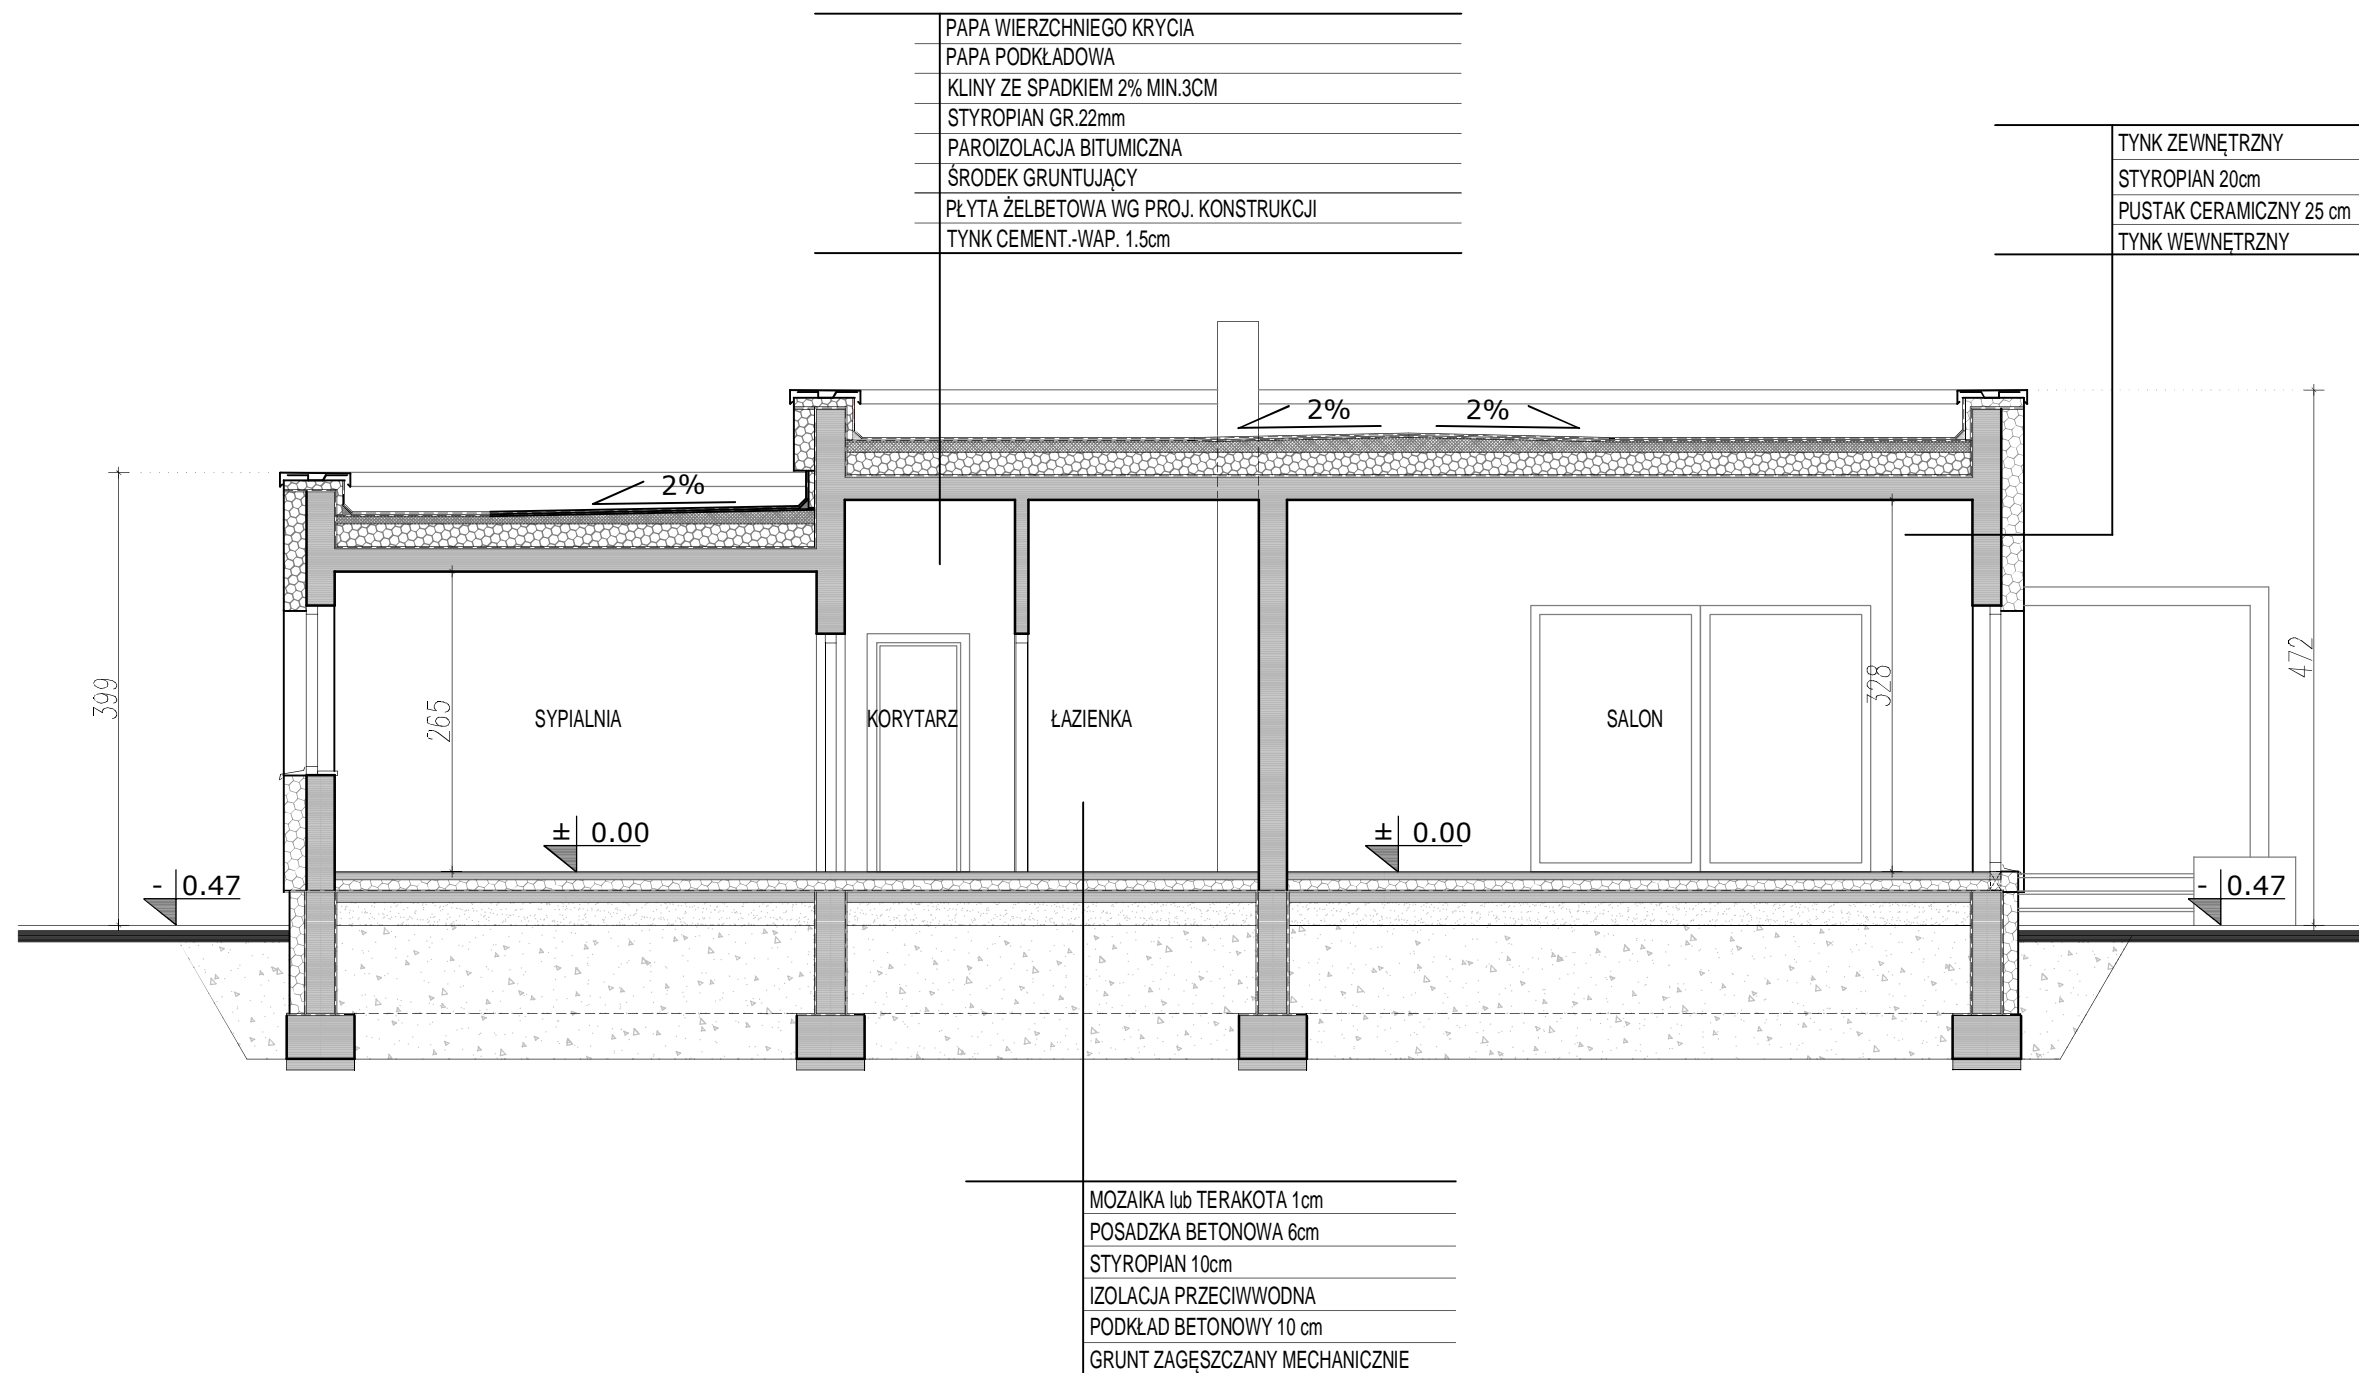 PAPA WIERZCHNIEGO KRYCIA
PAPA PODKŁADOWA
KLINY ZE SPADKIEM 2% MIN.3CM
STYROPIAN GR.22mm
PAROIZOLACJA BITUMICZNA
ŚRODEK GRUNTUJĄCY
PŁYTA ŻELBETOWA WG PROJ. KONSTRUKCJI
TYNK CEMENT.-WAP. 1.5cm
TYNK ZEWNĘTRZNY
STYROPIAN 20cm
PUSTAK CERAMICZNY 25 cm
TYNK WEWNĘTRZNY
2% 2%
2%
399
265
SYPIALNIA
KORYTARZ
ŁAZIENKA
SALON
328
472
± 0.00
± 0.00
- 0.47
- 0.47
MOZAIKA lub TERAKOTA 1cm
POSADZKA BETONOWA 6cm
STYROPIAN 10cm
IZOLACJA PRZECIWWODNA
PODKŁAD BETONOWY 10 cm
GRUNT ZAGĘSZCZANY MECHANICZNIE